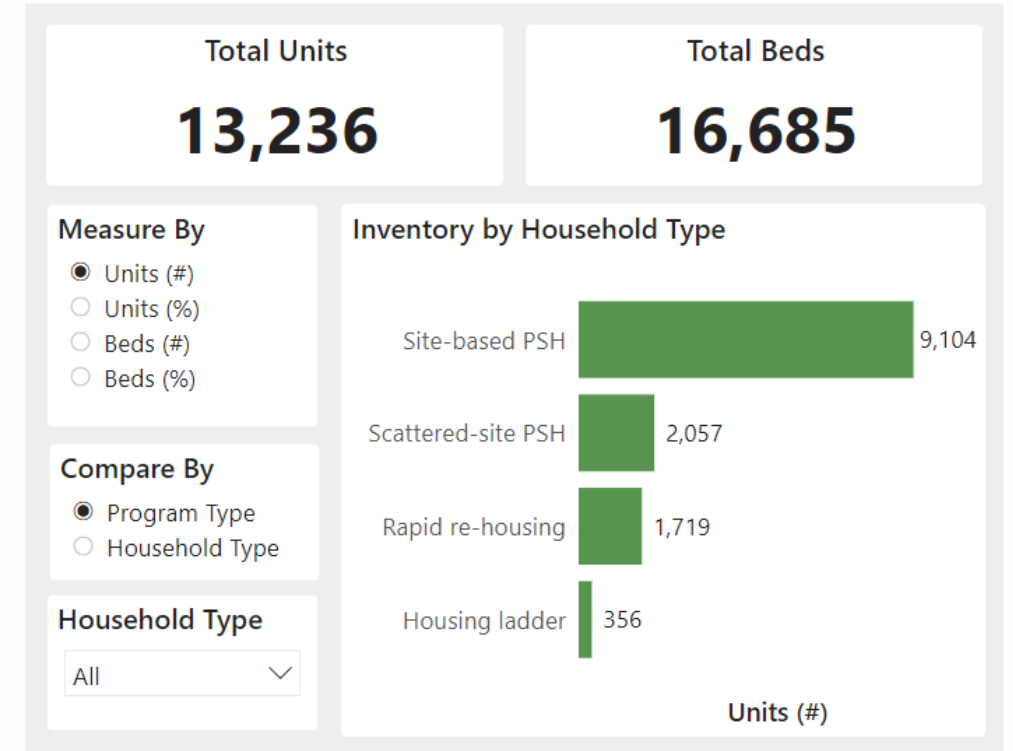 Total Units
13,236
Total Beds
16,685
Measure By
Units (#)
Units (%)
Beds (#)
Beds (%)
Compare By
Program Type
Household Type
Household Type
All
Inventory by Household Type
Site-based PSH 9,104
Scattered-site PSH 2,057
Rapid re-housing 1,719
Housing ladder 356
Units (#)